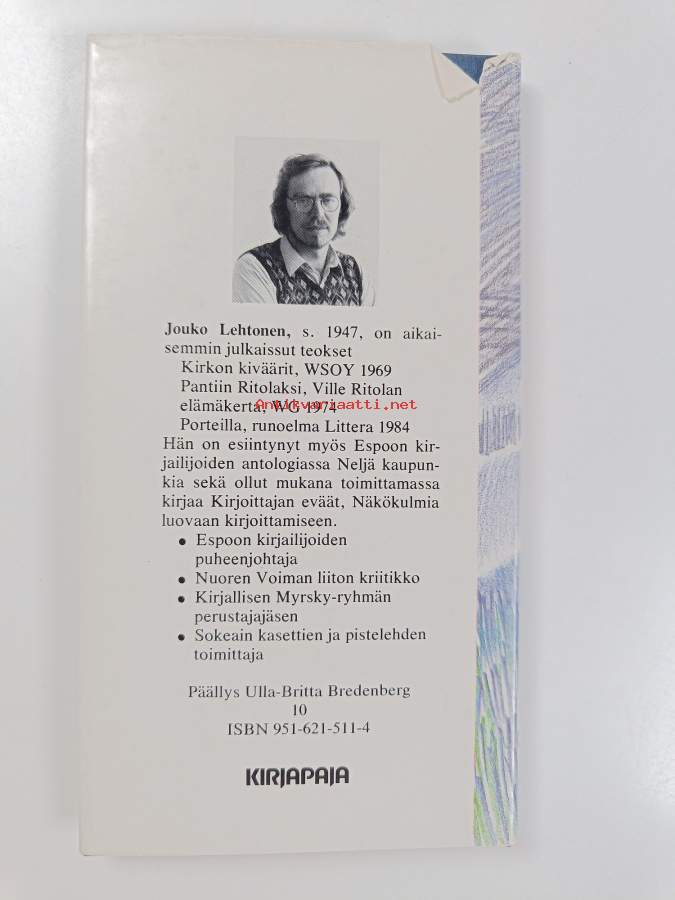 Jouko Lehtonen, s. 1947, on aikai-
semmin julkaissut teokset
Kirkon kiväärit, WSOY 1969
Pantiin Ritolaksi, Ville Ritolan
elämäkerta, WG 1974
Antikvariaatti.net
Porteilla, runoelma Littera 1984
Hän on esiintynyt myös Espoon kir-
jailijoiden antologiassa Neljä kaupun-
kia sekä ollut mukana toimittamassa
kirjaa Kirjoittajan eväät, Näkökulmia
luovaan kirjoittamiseen.
• Espoon kirjailijoiden
puheenjohtaja
• Nuoren Voiman liiton kriitikko
• Kirjallisen Myrsky-ryhmän
perustajajäsen
• Sokeain kasettien ja pistelehden
toimittaja
Päällys Ulla-Britta Bredenberg
10
ISBN 951-621-511-4
KIRJAPAJA